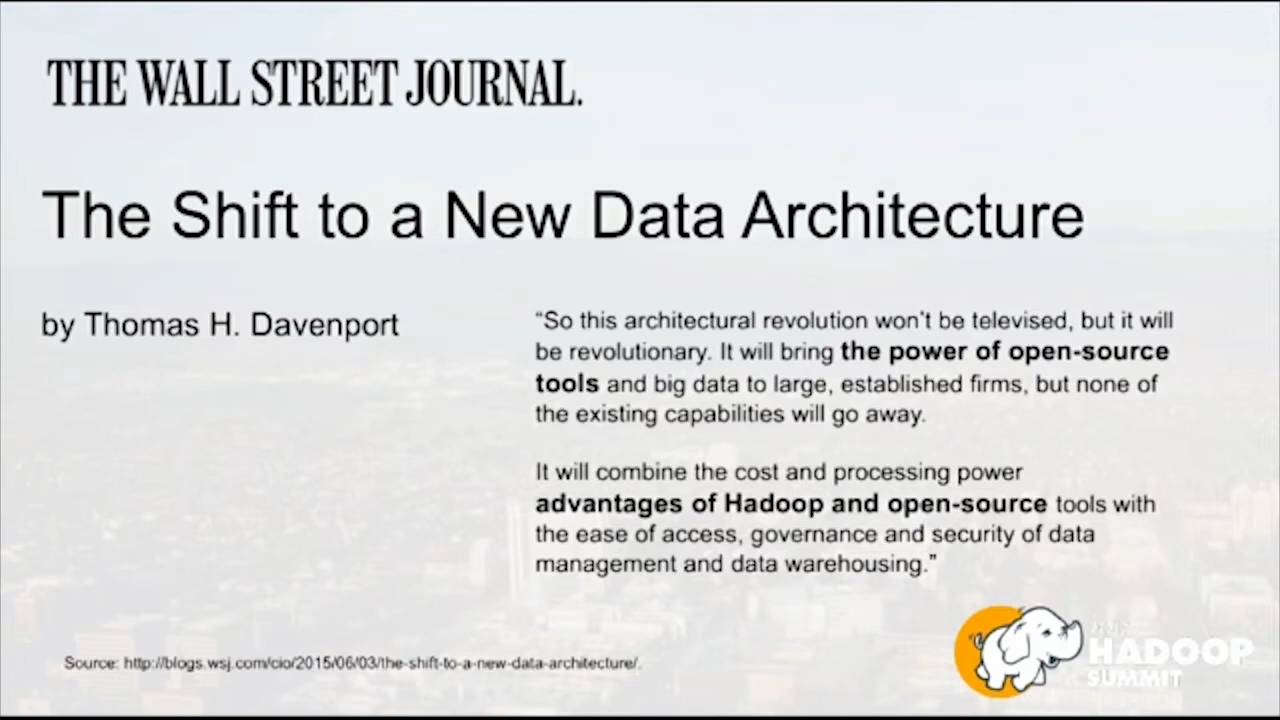 THE WALL STREET JOURNAL.
The Shift to a New Data Architecture
by Thomas H. Davenport
“So this architectural revolution won't be televised, but it will
be revolutionary. It will bring the power of open-source
tools and big data to large, established firms, but none of
the existing capabilities will go away.
It will combine the cost and processing power
advantages of Hadoop and open-source tools with
the ease of access, governance and security of data
management and data warehousing.”
Source: http://blogs.wsj.com/cio/2015/06/03/the-shift-to-a-new-data-architecture/.
HADOOP
SUMMIT